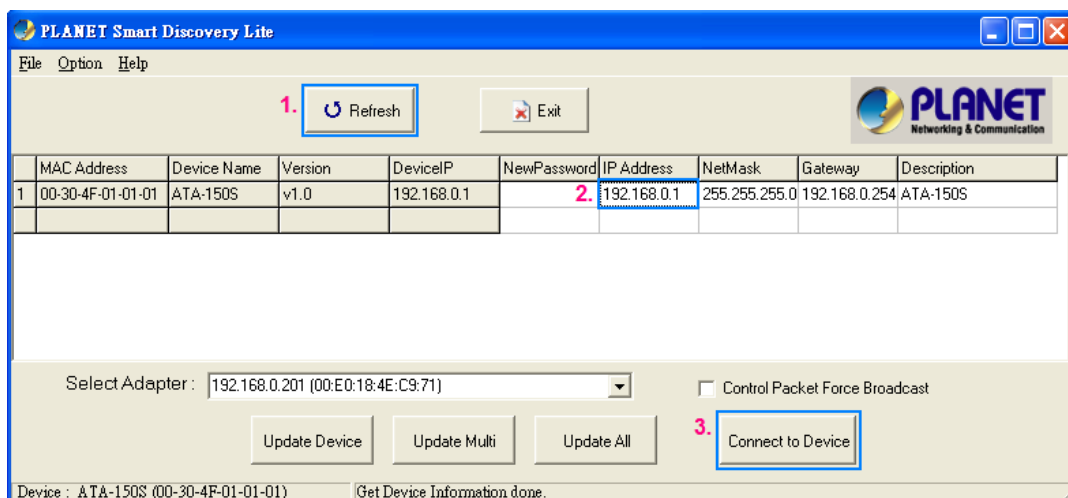 PLANET Smart Discovery Lite
File Option Help
1. Refresh Exit
PLANET
Networking & Communication
MAC Address Device Name Version DeviceIP NewPassword IP Address NetMask Gateway Description
1 00-30-4F-01-01-01 ATA-150S v1.0 192.168.0.1 2. 192.168.0.1 255.255.255.0 192.168.0.254 ATA-150S
Select Adapter : 192.168.0.201 (00:E0:18:4E:C9:71) Control Packet Force Broadcast
Update Device Update Multi Update All 3. Connect to Device
Device : ATA-150S (00-30-4F-01-01-01) Get Device Information done.